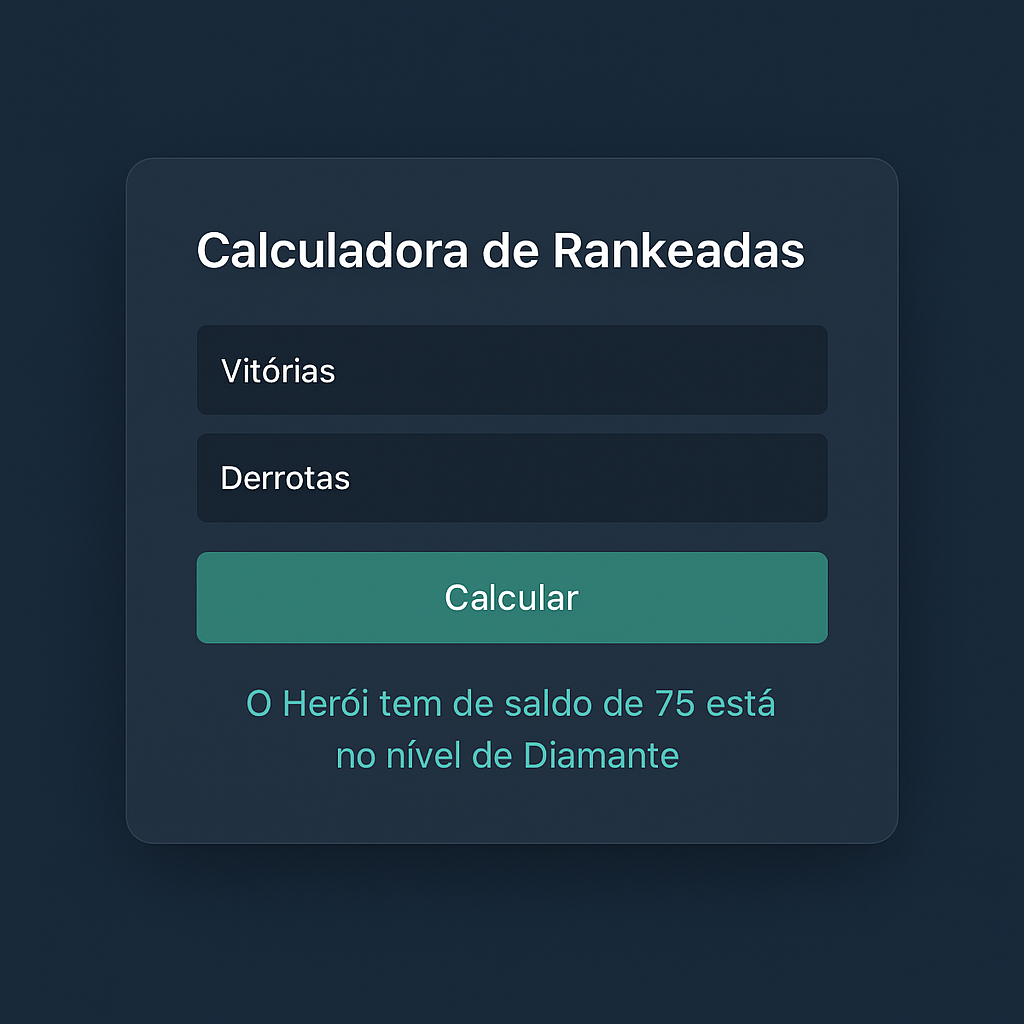 Calculadora de Rankeadas
Vitórias
Derrotas
Calcular
O Herói tem de saldo de 75 está
no nível de Diamante